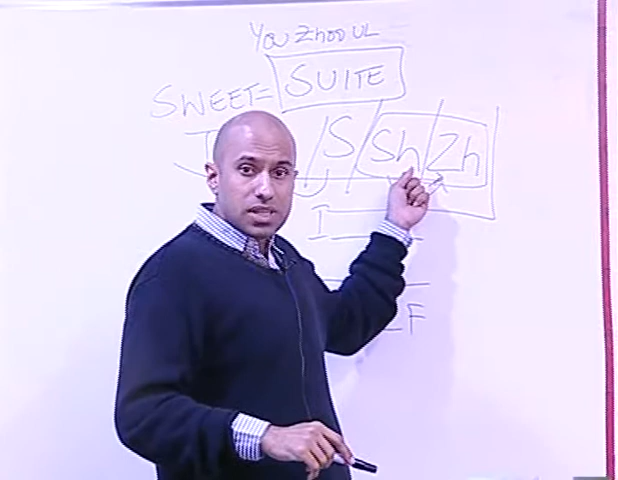 YOU ZHOO UL
SWEET = SUITE
S / Sh / Zh
I
F